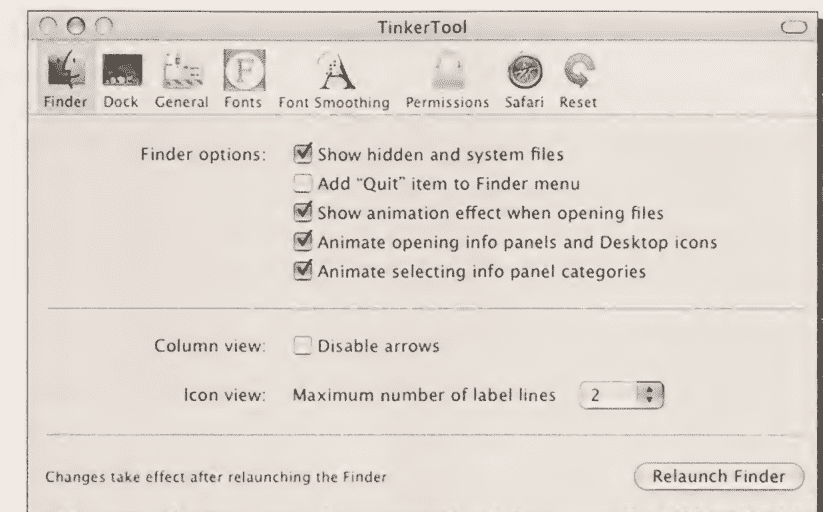 TinkerTool
Finder Dock General Fonts Font Smoothing Permissions Safari Reset
Finder options: Show hidden and system files
Add “Quit” item to Finder menu
Show animation effect when opening files
Animate opening info panels and Desktop icons
Animate selecting info panel categories
Column view: Disable arrows
Icon view: Maximum number of label lines 2
Changes take effect after relaunching the Finder Relaunch Finder